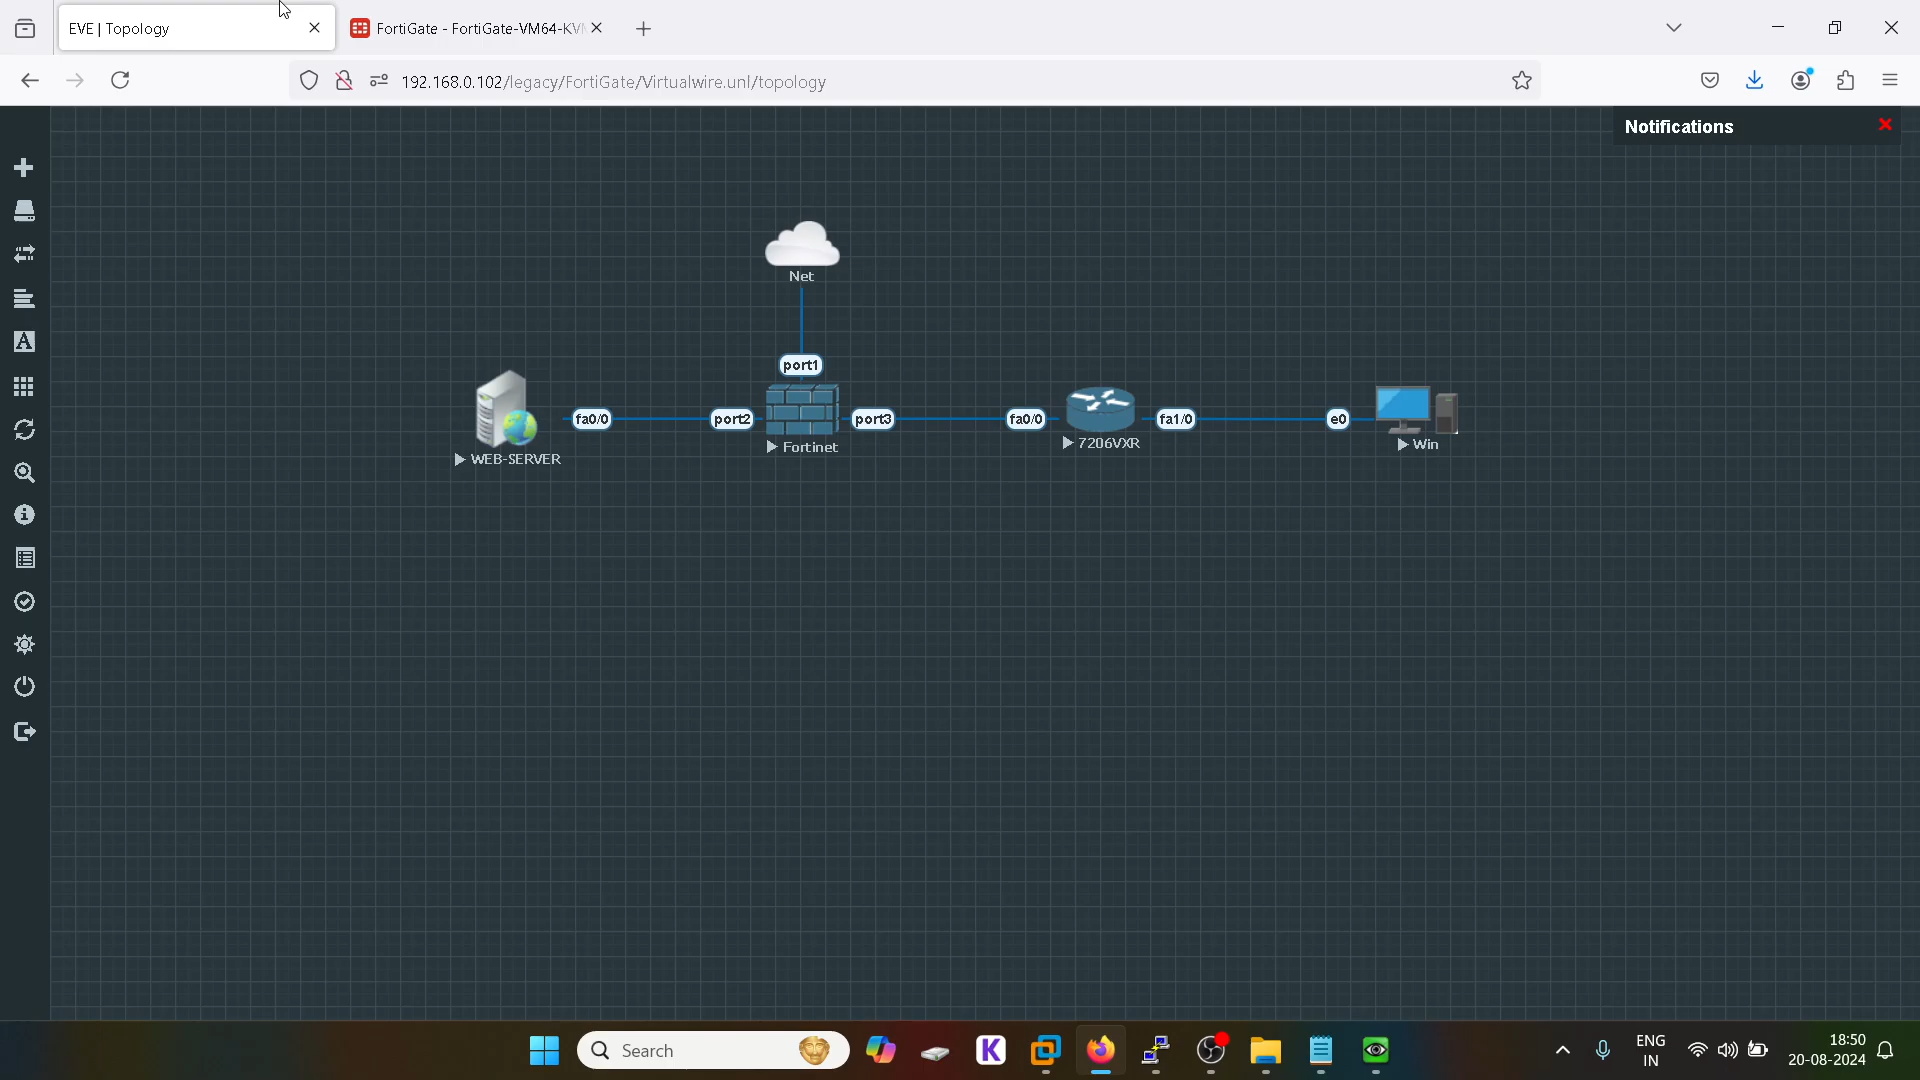 EVE | Topology
FortiGate - FortiGate-VM64-KV
192.168.0.102/legacy/FortiGate/Virtualwire.unl/topology
Notifications
Net
port1
fa0/0
port2
port3
fa0/0
fa1/0
e0
WEB-SERVER
Fortinet
7206VXR
Win
Search
ENG
IN
18:50
20-08-2024